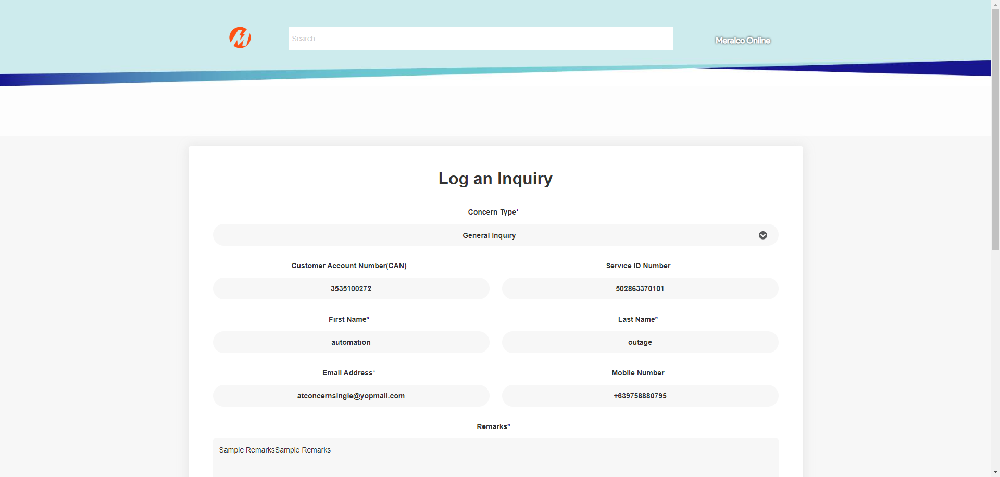 Search ...
Meralco Online
Log an Inquiry
Concern Type*
General Inquiry
Customer Account Number(CAN)
Service ID Number
3535100272
502863370101
First Name*
Last Name*
automation
outage
Email Address*
Mobile Number
atconcernsingle@yopmail.com
+639758880795
Remarks*
Sample RemarksSample Remarks